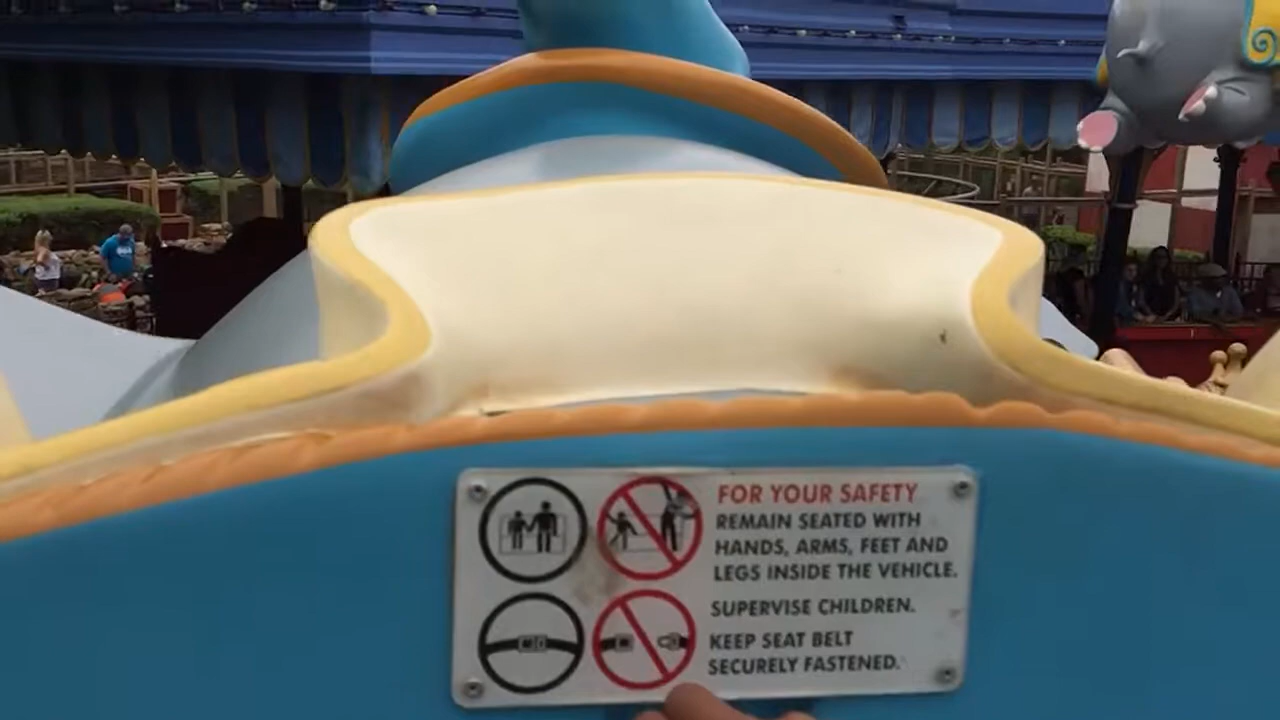 FOR YOUR SAFETY
REMAIN SEATED WITH
HANDS, ARMS, FEET AND
LEGS INSIDE THE VEHICLE.
SUPERVISE CHILDREN.
KEEP SEAT BELT
SECURELY FASTENED.